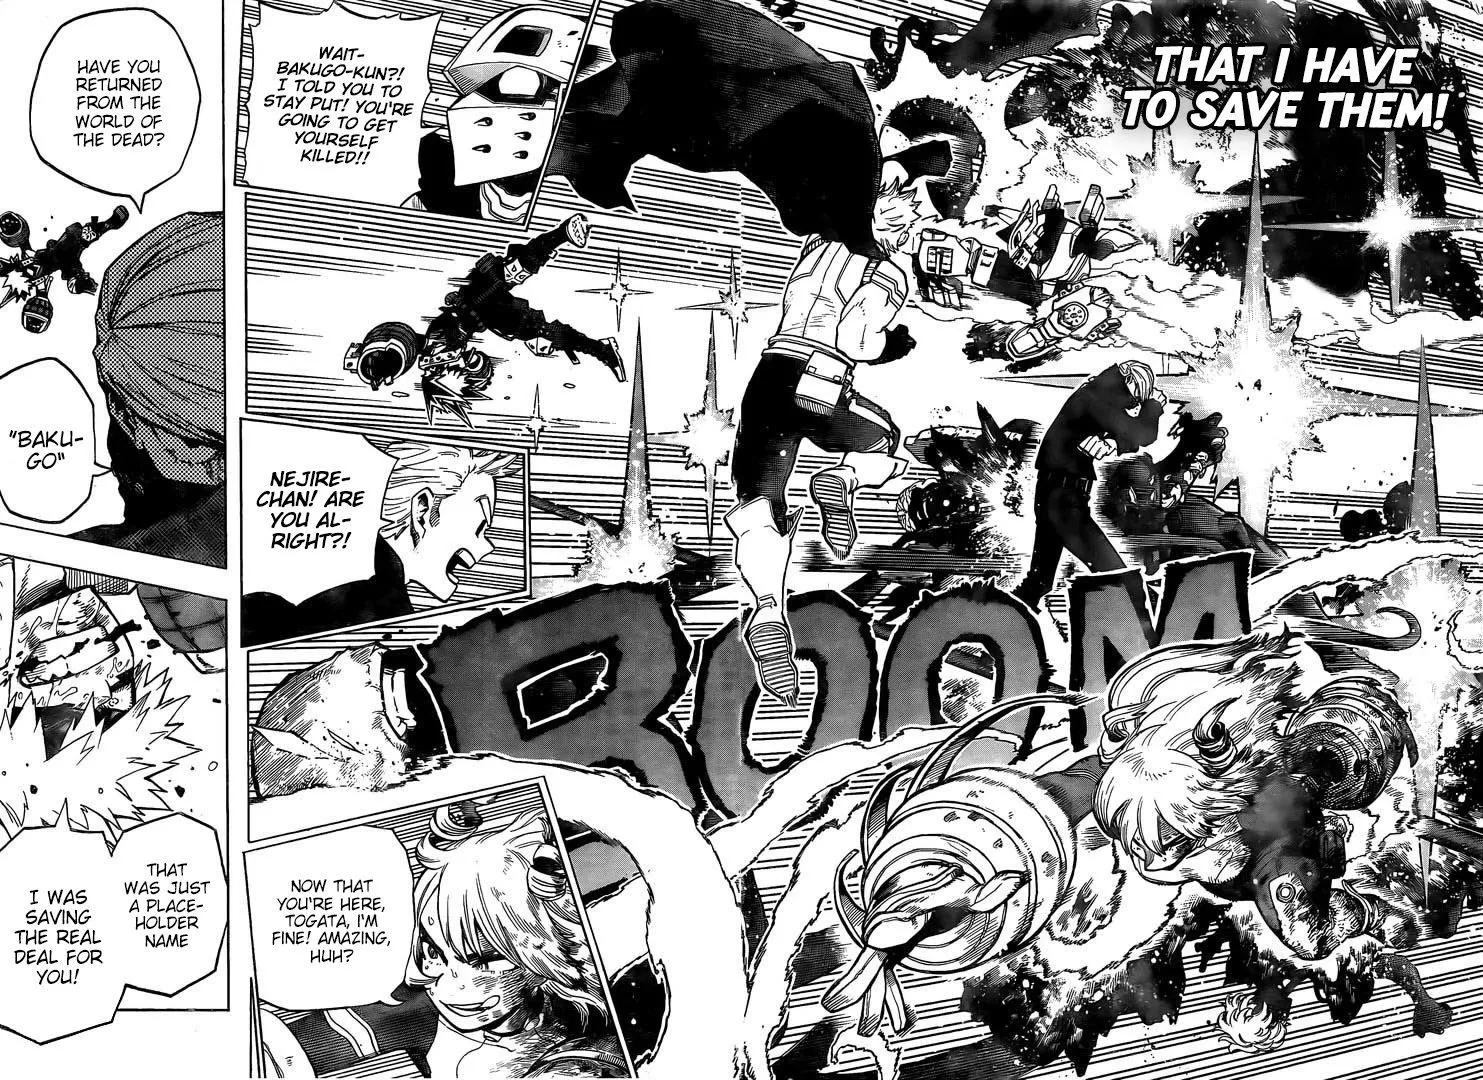 THAT I HAVE
TO SAVE THEM!
BOOM
WAIT-
BAKUGO-KUN?!
I TOLD YOU TO
STAY PUT! YOU'RE
GOING TO GET
YOURSELF
KILLED!!
NEJIRE-
CHAN! ARE
YOU AL-
RIGHT?!
NOW THAT
YOU'RE HERE,
TOGATA, I'M
FINE! AMAZING,
HUH?
HAVE YOU
RETURNED
FROM THE
WORLD OF
THE DEAD?
"BAKU-
GO"
THAT
WAS JUST
A PLACE-
HOLDER
NAME
I WAS
SAVING
THE REAL
DEAL FOR
YOU!